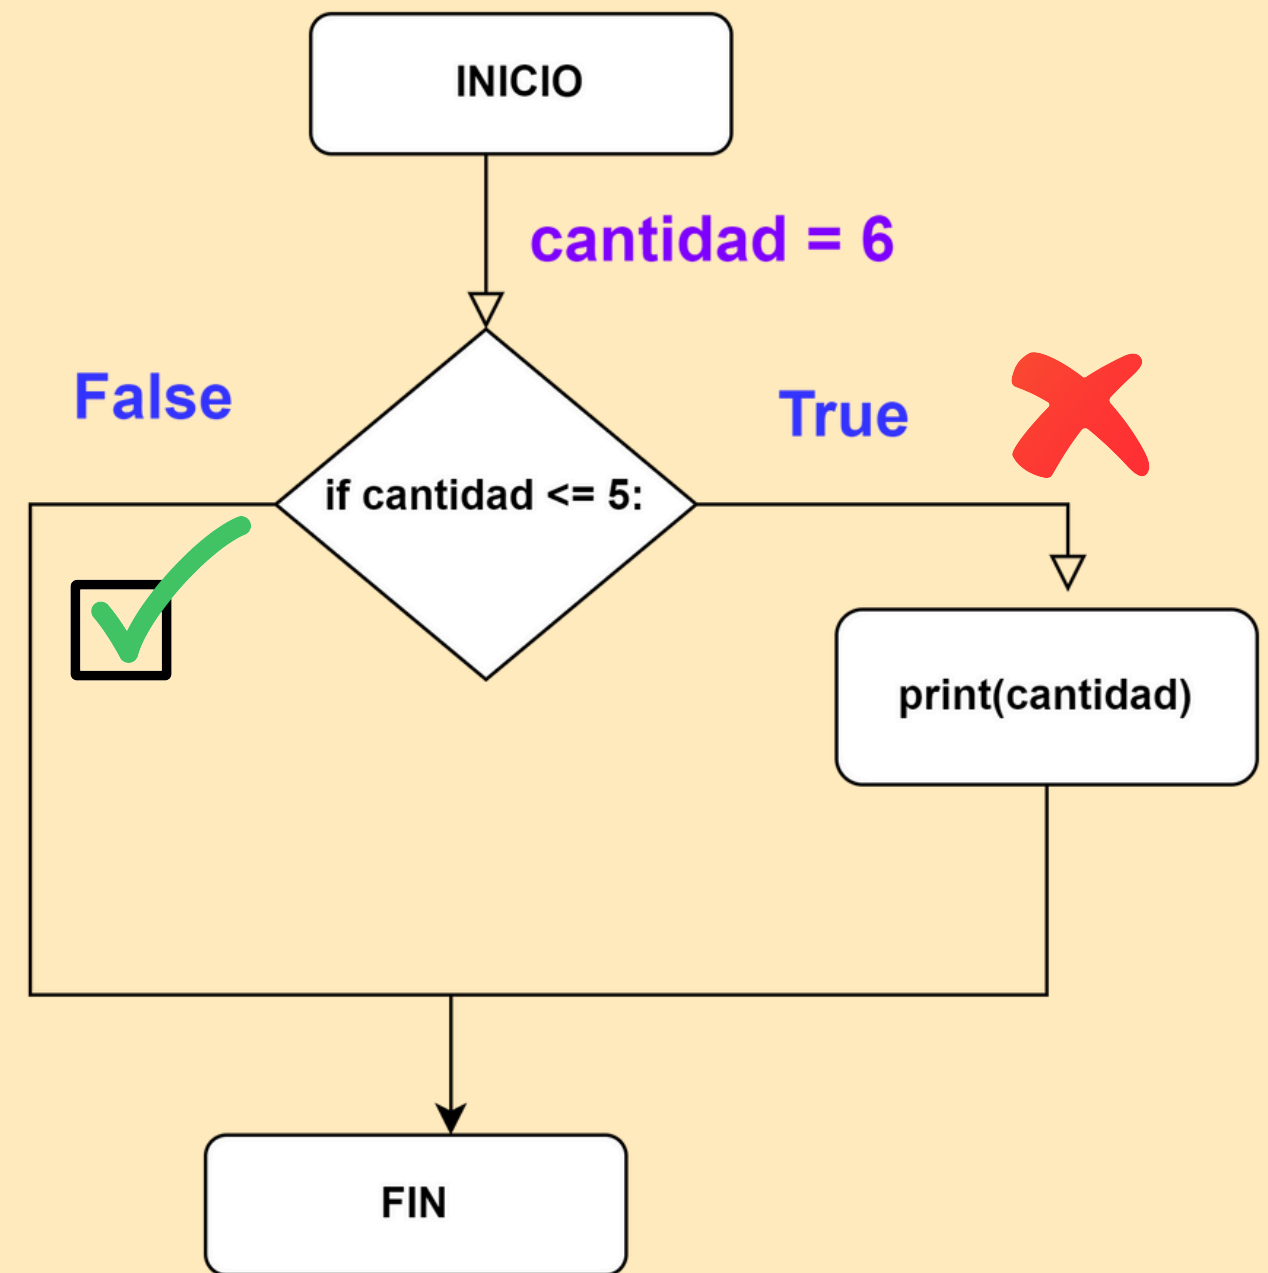 INICIO
cantidad = 6
False
True
if cantidad <= 5:
print(cantidad)
FIN